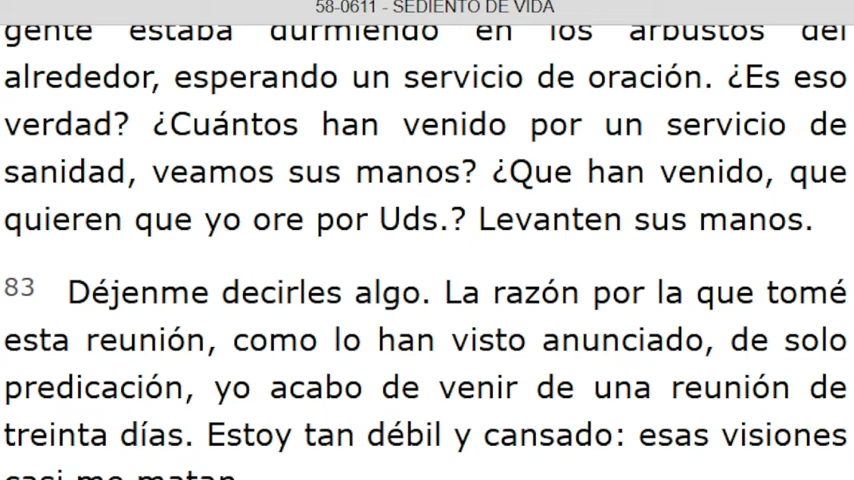 58-0611 - SEDIENTO DE VIDA
gente estaba durmiendo en los arbustos del
alrededor, esperando un servicio de oración. ¿Es eso
verdad? ¿Cuántos han venido por un servicio de
sanidad, veamos sus manos? ¿Que han venido, que
quieren que yo ore por Uds.? Levanten sus manos.
83 Déjenme decirles algo. La razón por la que tomé
esta reunión, como lo han visto anunciado, de solo
predicación, yo acabo de venir de una reunión de
treinta días. Estoy tan débil y cansado: esas visiones
casi me matan